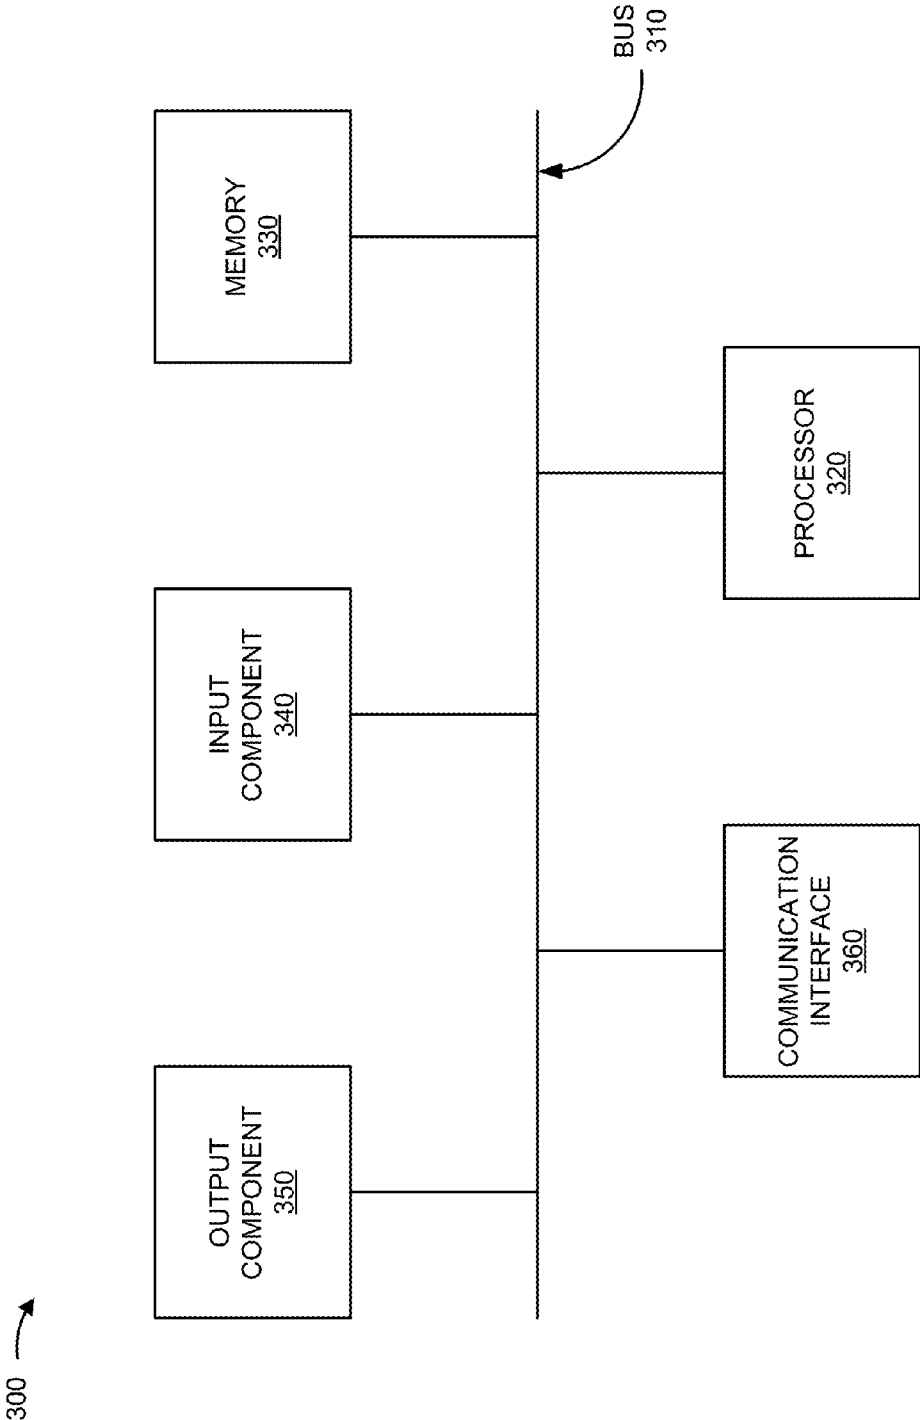 300
OUTPUT
COMPONENT
350
INPUT
COMPONENT
340
MEMORY
330
BUS
310
COMMUNICATION
INTERFACE
360
PROCESSOR
320